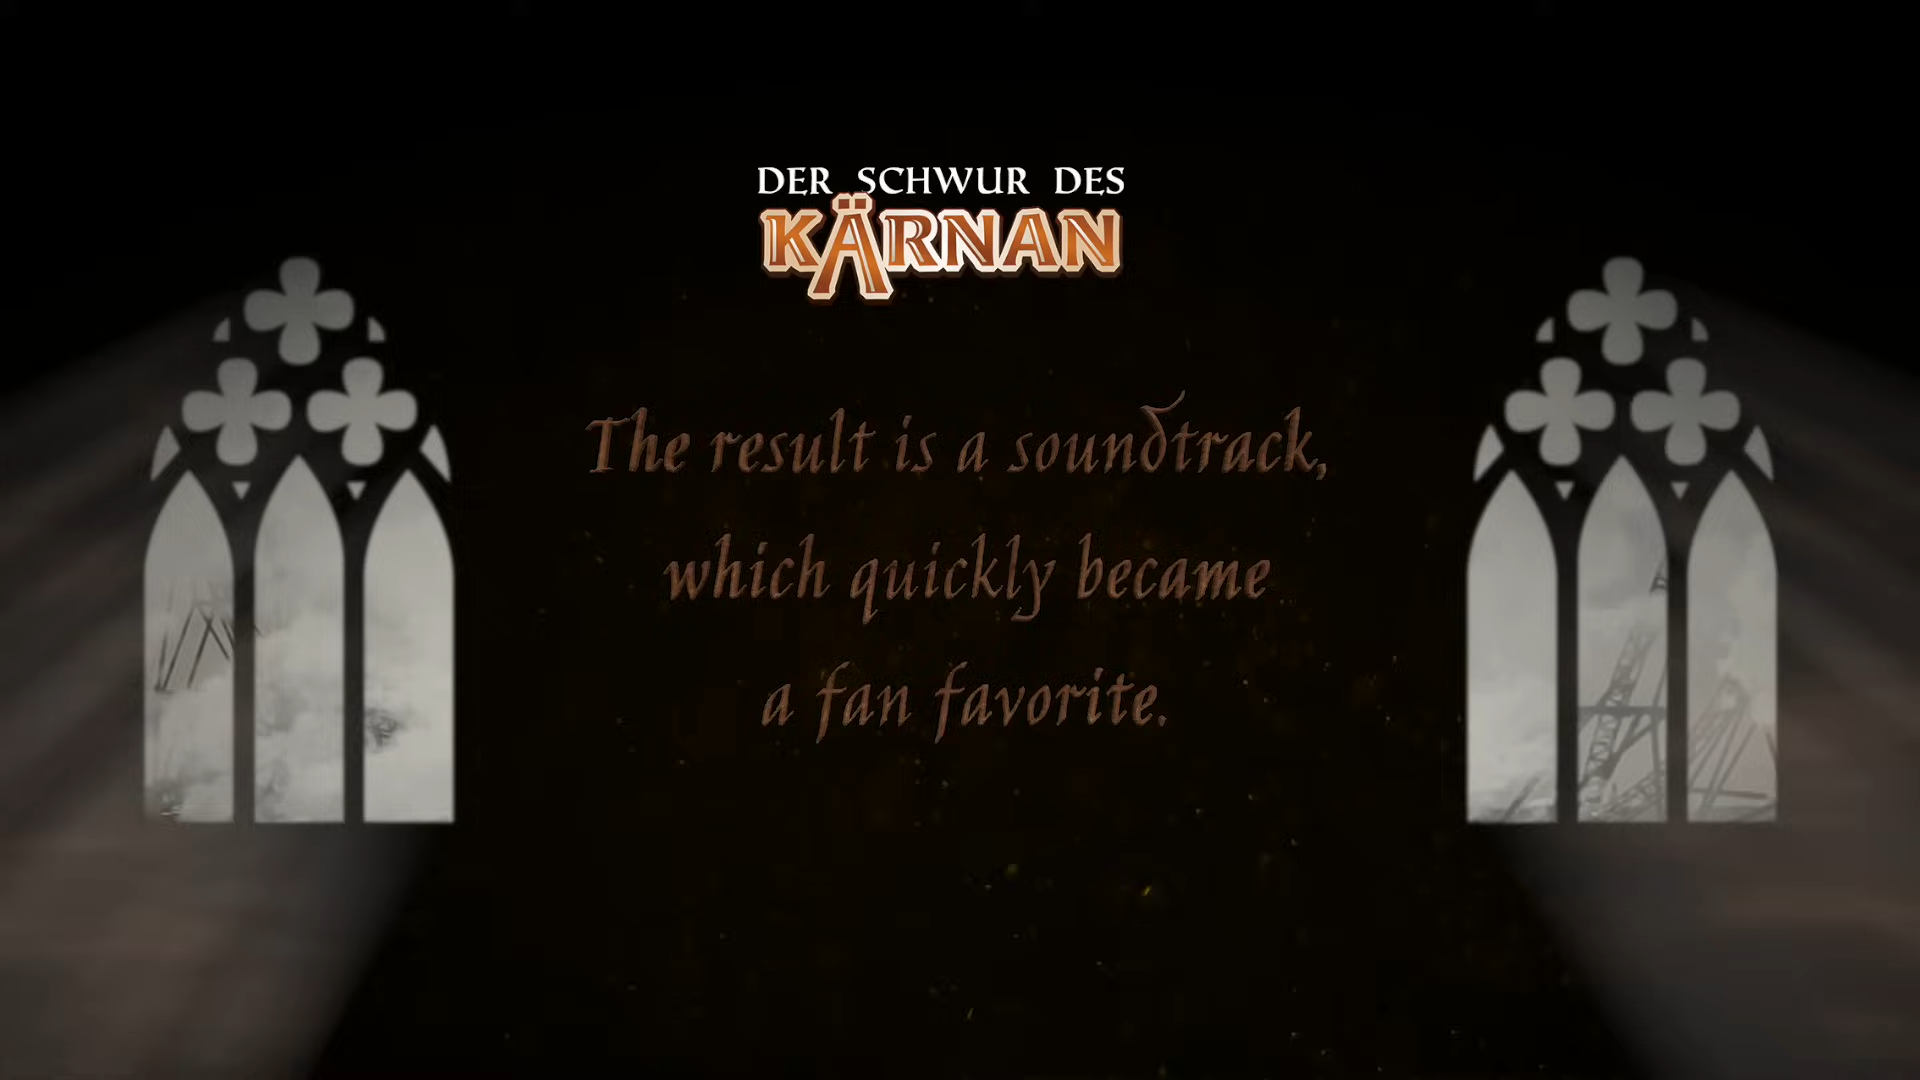 DER SCHWUR DES
KÄRNAN
The result is a soundtrack,
which quickly became
a fan favorite.